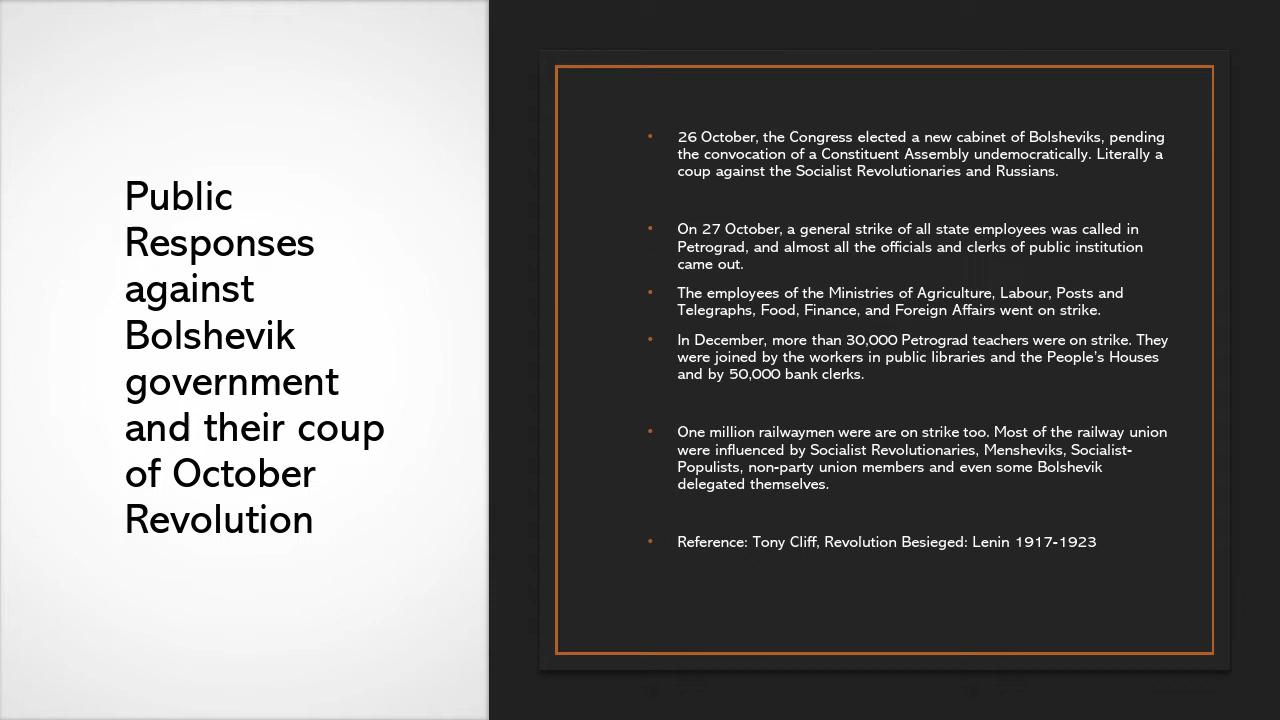 Public
Responses
against
Bolshevik
government
and their coup
of October
Revolution
• 26 October, the Congress elected a new cabinet of Bolsheviks, pending
the convocation of a Constituent Assembly undemocratically. Literally a
coup against the Socialist Revolutionaries and Russians.
• On 27 October, a general strike of all state employees was called in
Petrograd, and almost all the officials and clerks of public institution
came out.
• The employees of the Ministries of Agriculture, Labour, Posts and
Telegraphs, Food, Finance, and Foreign Affairs went on strike.
• In December, more than 30,000 Petrograd teachers were on strike. They
were joined by the workers in public libraries and the People's Houses
and by 50,000 bank clerks.
• One million railwaymen were are on strike too. Most of the railway union
were influenced by Socialist Revolutionaries, Mensheviks, Socialist-
Populists, non-party union members and even some Bolshevik
delegated themselves.
• Reference: Tony Cliff, Revolution Besieged: Lenin 1917-1923